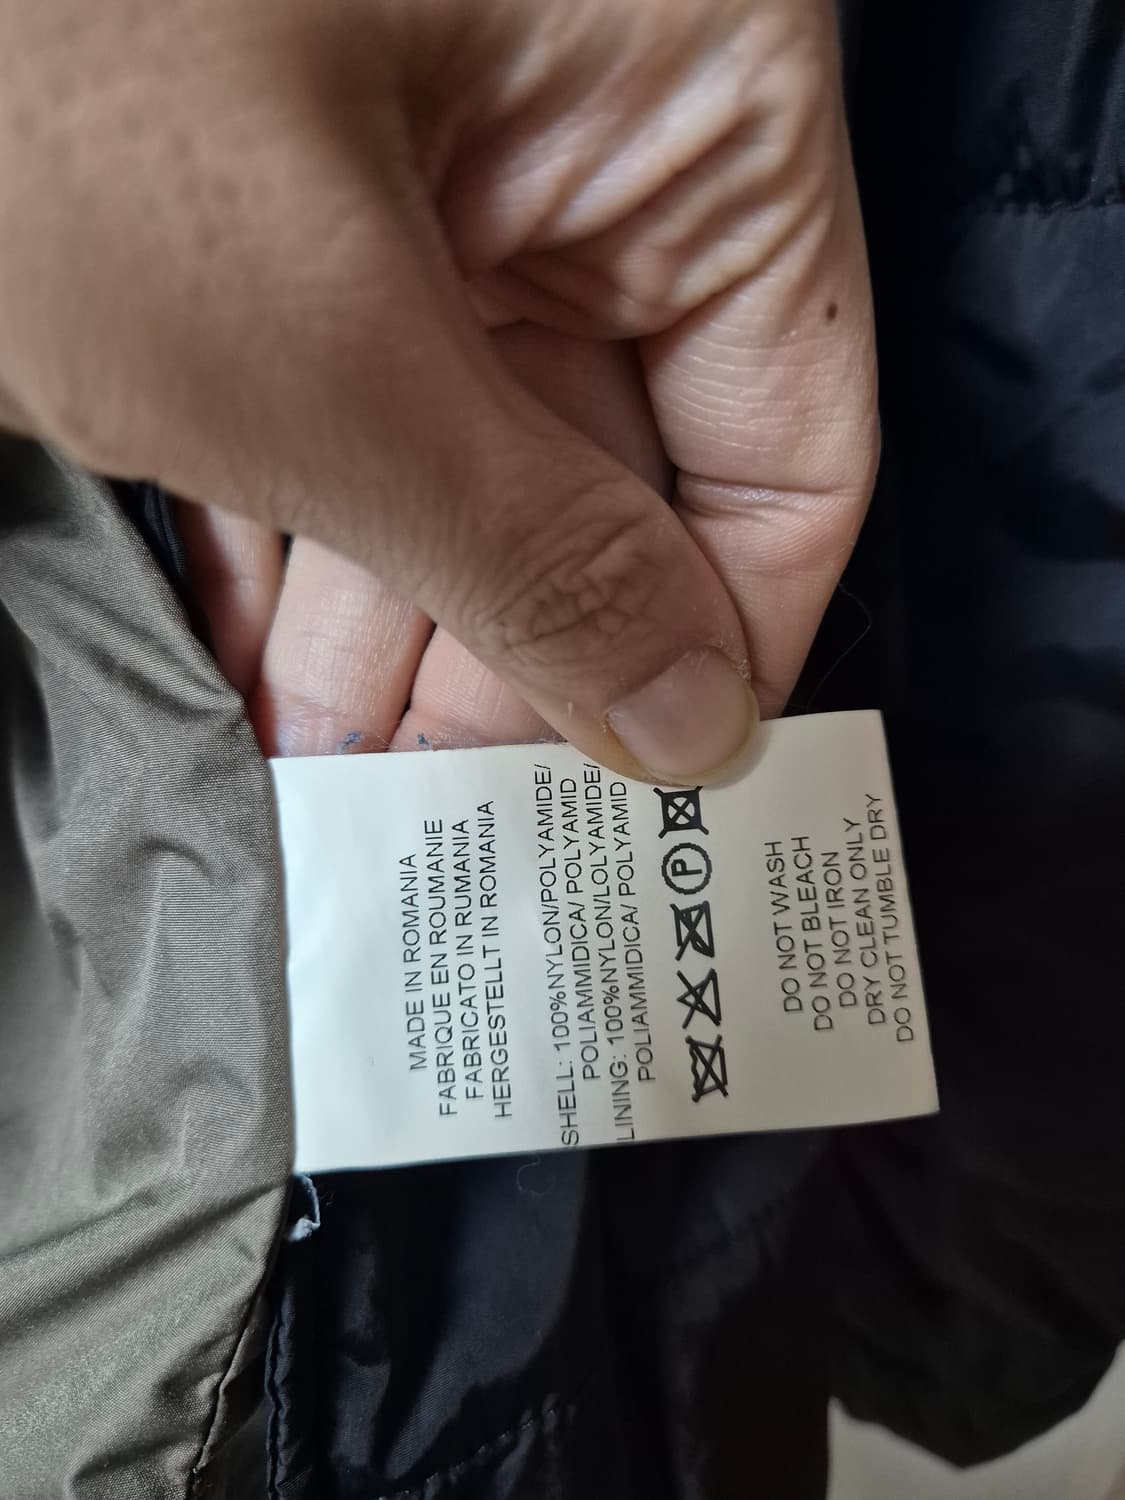 MADE IN ROMANIA
FABRIQUE EN ROUMANIE
FABRICATO IN RUMANIA
HERGESTELLT IN ROMANIA
SHELL: 100%NYLON/POLYAMIDE/
POLIAMMIDICA/ POLYAMID
LINING: 100%NYLON/LOLYAMIDE/
POLIAMMIDICA/ POLYAMID
P
DO NOT WASH
DO NOT BLEACH
DO NOT IRON
DRY CLEAN ONLY
DO NOT TUMBLE DRY